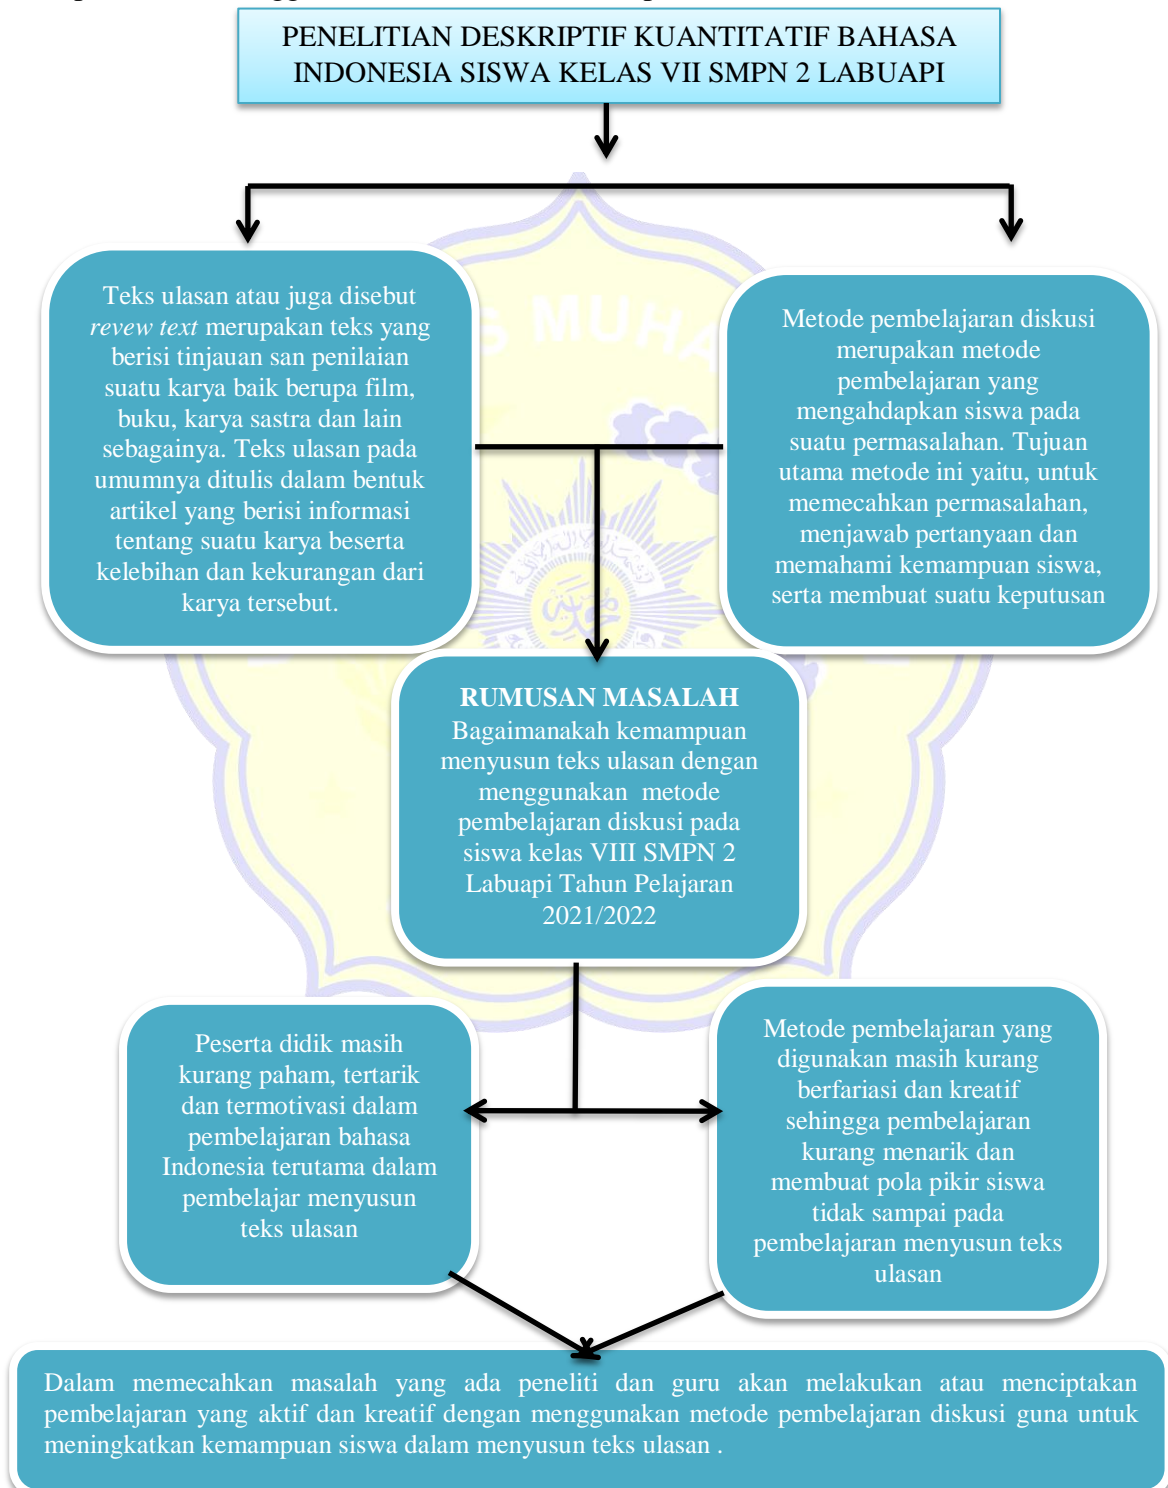 PENELITIAN DESKRIPTIF KUANTITATIF BAHASA
INDONESIA SISWA KELAS VII SMPN 2 LABUAPI
Teks ulasan atau juga disebut
revew text merupakan teks yang
berisi tinjauan san penilaian
suatu karya baik berupa film,
buku, karya sastra dan lain
sebagainya. Teks ulasan pada
umumnya ditulis dalam bentuk
artikel yang berisi informasi
tentang suatu karya beserta
kelebihan dan kekurangan dari
karya tersebut.
Metode pembelajaran diskusi
merupakan metode
pembelajaran yang
mengahdapkan siswa pada
suatu permasalahan. Tujuan
utama metode ini yaitu, untuk
memecahkan permasalahan,
menjawab pertanyaan dan
memahami kemampuan siswa,
serta membuat suatu keputusan
S MUHA
RUMUSAN MASALAH
Bagaimanakah kemampuan
menyusun teks ulasan dengan
menggunakan metode
pembelajaran diskusi pada
siswa kelas VIII SMPN 2
Labuapi Tahun Pelajaran
2021/2022
Peserta didik masih
kurang paham, tertarik
dan termotivasi dalam
pembelajaran bahasa
Indonesia terutama dalam
pembelajar menyusun
teks ulasan
Metode pembelajaran yang
digunakan masih kurang
berfariasi dan kreatif
sehingga pembelajaran
kurang menarik dan
membuat pola pikir siswa
tidak sampai pada
pembelajaran menyusun teks
ulasan
Dalam memecahkan masalah yang ada peneliti dan guru akan melakukan atau menciptakan
pembelajaran yang aktif dan kreatif dengan menggunakan metode pembelajaran diskusi guna untuk
meningkatkan kemampuan siswa dalam menyusun teks ulasan .